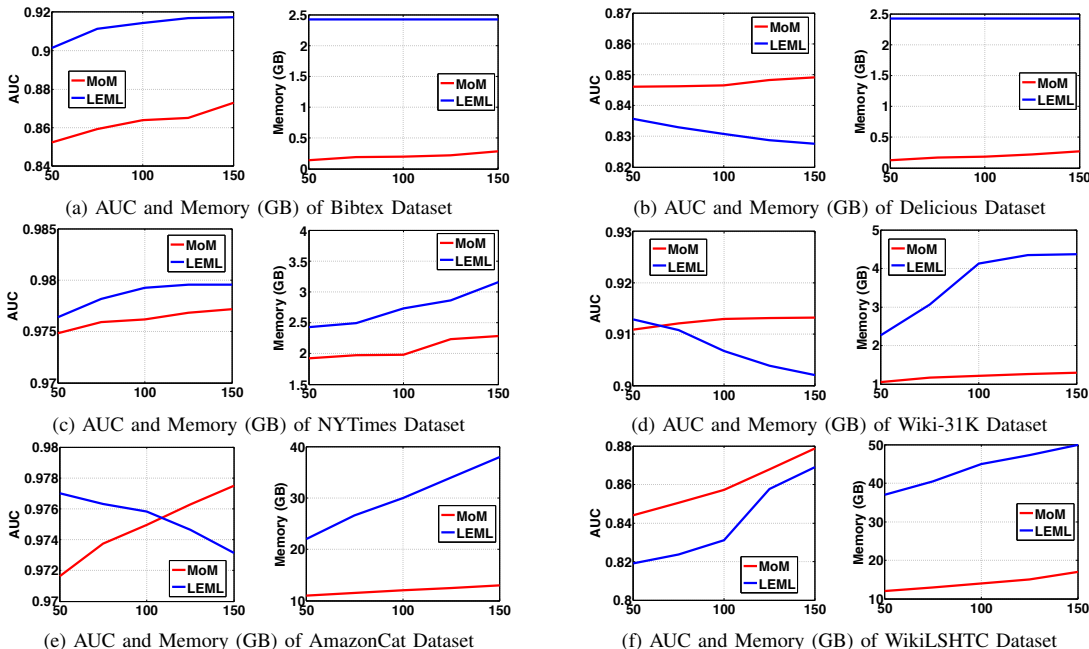 0.92
0.9
0.88
0.86
0.84
AUC
MoM
LEML
50
100
150
2.5
2
1.5
1
0.5
0
Memory (GB)
MoM
LEML
50
100
150
(a) AUC and Memory (GB) of Bibtex Dataset
0.87
0.86
0.85
0.84
0.83
0.82
AUC
MoM
LEML
50
100
150
2.5
2
1.5
1
0.5
0
Memory (GB)
MoM
LEML
50
100
150
(b) AUC and Memory (GB) of Delicious Dataset
0.985
0.98
0.975
0.97
AUC
MoM
LEML
50
100
150
4
3.5
3
2.5
2
1.5
Memory (GB)
MoM
LEML
50
100
150
(c) AUC and Memory (GB) of NYTimes Dataset
0.93
0.92
0.91
0.9
AUC
MoM
LEML
50
100
150
5
4
3
2
1
Memory (GB)
MoM
LEML
50
100
150
(d) AUC and Memory (GB) of Wiki-31K Dataset
0.98
0.978
0.976
0.974
0.972
0.97
AUC
MoM
LEML
50
100
150
40
30
20
10
Memory (GB)
MoM
LEML
50
100
150
(e) AUC and Memory (GB) of AmazonCat Dataset
0.88
0.86
0.84
0.82
0.8
AUC
MoM
LEML
50
100
150
50
40
30
20
10
Memory (GB)
MoM
LEML
50
100
150
(f) AUC and Memory (GB) of WikiLSHTC Dataset